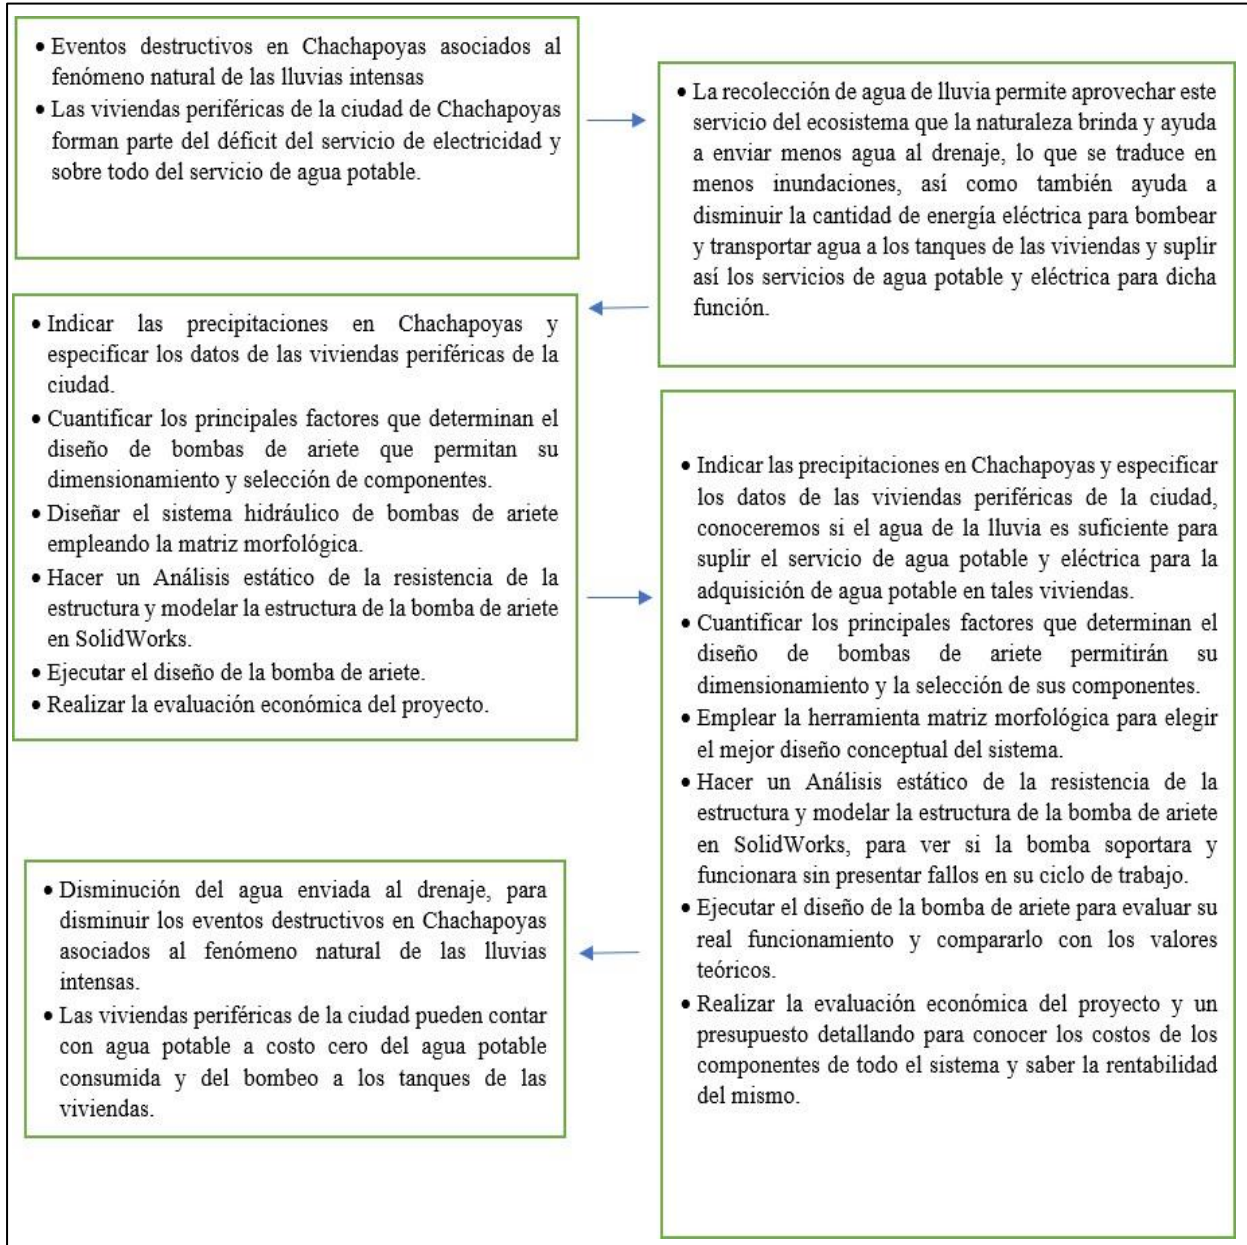 • Eventos destructivos en Chachapoyas asociados al
fenómeno natural de las lluvias intensas
• Las viviendas periféricas de la ciudad de Chachapoyas
forman parte del déficit del servicio de electricidad y
sobre todo del servicio de agua potable.
• La recolección de agua de lluvia permite aprovechar este
servicio del ecosistema que la naturaleza brinda y ayuda
a enviar menos agua al drenaje, lo que se traduce en
menos inundaciones, así como también ayuda a
disminuir la cantidad de energía eléctrica para bombear
y transportar agua a los tanques de las viviendas y suplir
así los servicios de agua potable y eléctrica para dicha
función.
• Indicar las precipitaciones en Chachapoyas y
especificar los datos de las viviendas periféricas de la
ciudad.
• Cuantificar los principales factores que determinan el
diseño de bombas de ariete que permitan su
dimensionamiento y selección de componentes.
• Diseñar el sistema hidráulico de bombas de ariete
empleando la matriz morfológica.
• Hacer un Análisis estático de la resistencia de la
estructura y modelar la estructura de la bomba de ariete
en SolidWorks.
• Ejecutar el diseño de la bomba de ariete.
• Realizar la evaluación económica del proyecto.
• Indicar las precipitaciones en Chachapoyas y especificar
los datos de las viviendas periféricas de la ciudad,
conoceremos si el agua de la lluvia es suficiente para
suplir el servicio de agua potable y eléctrica para la
adquisición de agua potable en tales viviendas.
• Cuantificar los principales factores que determinan el
diseño de bombas de ariete permitirán su
dimensionamiento y la selección de sus componentes.
• Emplear la herramienta matriz morfológica para elegir
el mejor diseño conceptual del sistema.
• Hacer un Análisis estático de la resistencia de la
estructura y modelar la estructura de la bomba de ariete
en SolidWorks, para ver si la bomba soportara y
funcionara sin presentar fallos en su ciclo de trabajo.
• Ejecutar el diseño de la bomba de ariete para evaluar su
real funcionamiento y compararlo con los valores
teóricos.
• Realizar la evaluación económica del proyecto y un
presupuesto detallando para conocer los costos de los
componentes de todo el sistema y saber la rentabilidad
del mismo.
• Disminución del agua enviada al drenaje, para
disminuir los eventos destructivos en Chachapoyas
asociados al fenómeno natural de las lluvias
intensas.
• Las viviendas periféricas de la ciudad pueden contar
con agua potable a costo cero del agua potable
consumida y del bombeo a los tanques de las
viviendas.